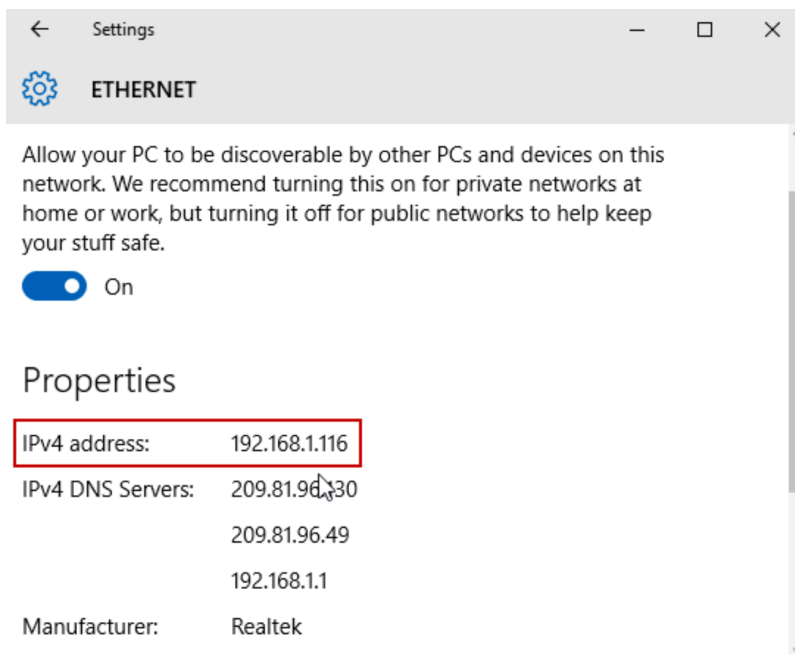 Settings
ETHERNET
Allow your PC to be discoverable by other PCs and devices on this
network. We recommend turning this on for private networks at
home or work, but turning it off for public networks to help keep
your stuff safe.
On
Properties
IPv4 address: 192.168.1.116
IPv4 DNS Servers:
209.81.96.49
192.168.1.1
Manufacturer: Realtek